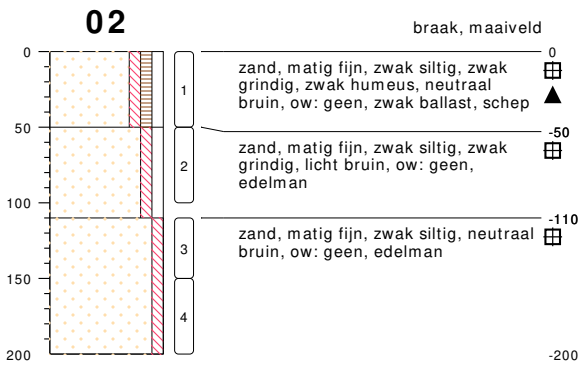 02
braak, maaiveld
0
0
zand, matig fijn, zwak siltig, zwak
grindig, zwak humeus, neutraal
bruin, ow: geen, zwak ballast, schep
1
50
-50
zand, matig fijn, zwak siltig, zwak
grindig, licht bruin, ow: geen,
edelman
2
100
-110
zand, matig fijn, zwak siltig, neutraal
bruin, ow: geen, edelman
3
150
4
200
-200